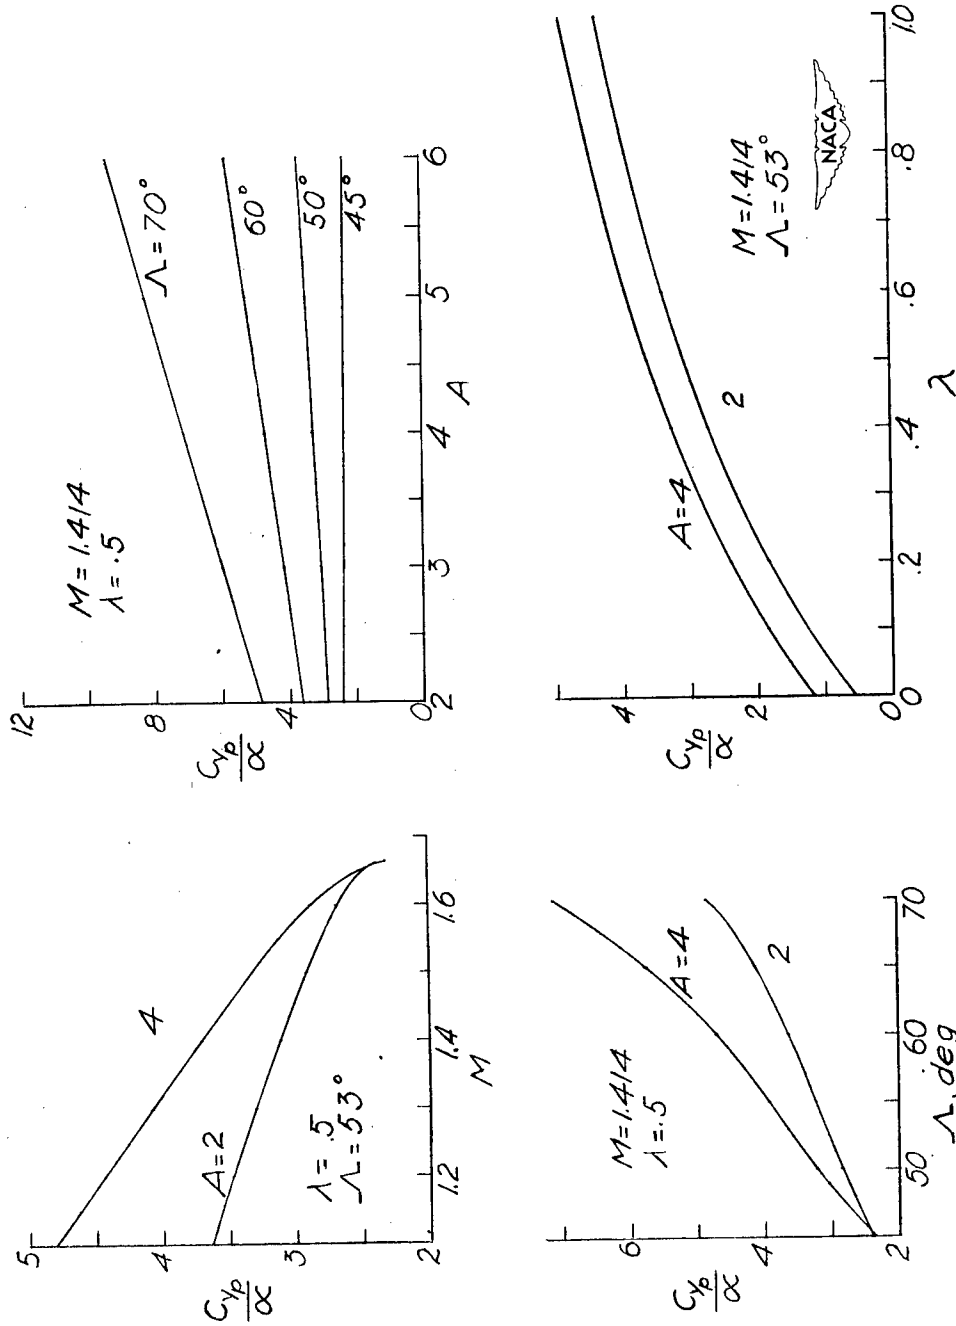 12
8
4
0
C_{Y_p}/α
M = 1.414
λ = .5
Λ = 70°
60°
50°
45°
2
3
4
5
6
A
5
4
3
2
C_{Y_p}/α
4
A = 2
λ = .5
Λ = 53°
1.2
1.4
1.6
M
4
2
0
C_{Y_p}/α
A = 4
2
M = 1.414
Λ = 53°
NACA
0
.2
.4
.6
.8
1.0
λ
6
4
2
C_{Y_p}/α
M = 1.414
λ = .5
A = 4
2
50
60
70
Λ, deg